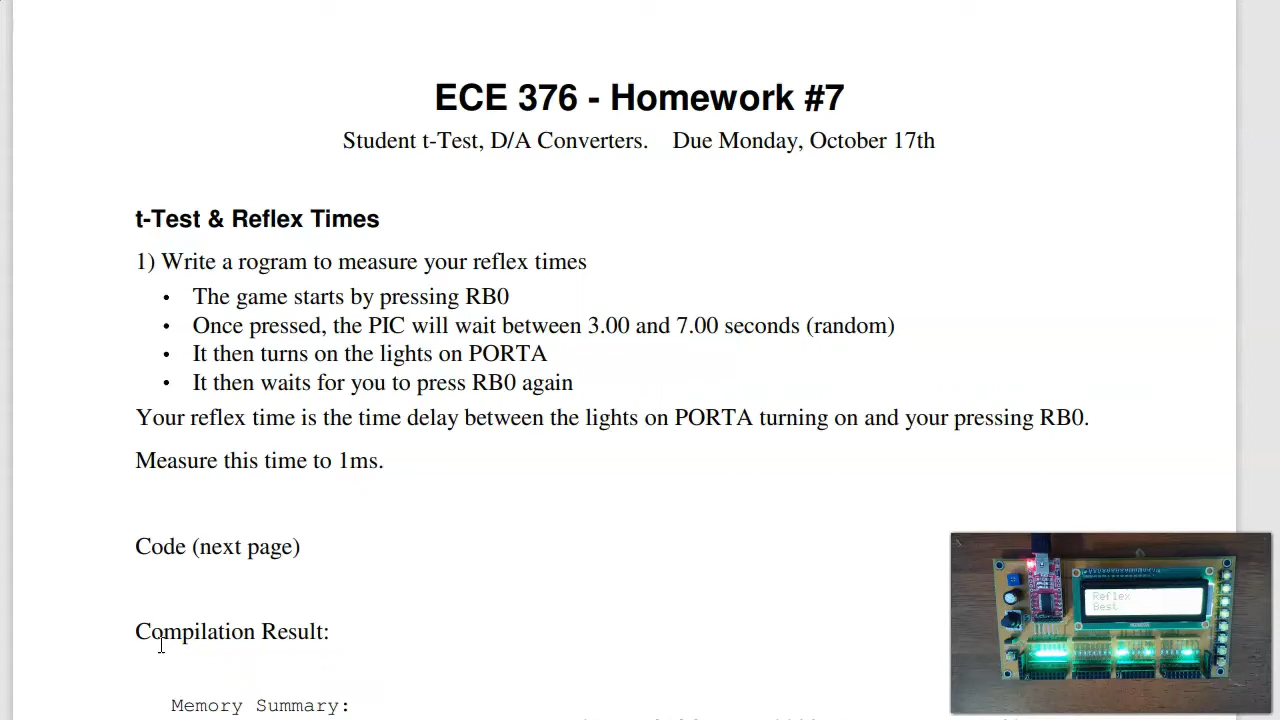 ECE 376 - Homework #7
Student t-Test, D/A Converters. Due Monday, October 17th
t-Test & Reflex Times
1) Write a rogram to measure your reflex times
• The game starts by pressing RB0
• Once pressed, the PIC will wait between 3.00 and 7.00 seconds (random)
• It then turns on the lights on PORTA
• It then waits for you to press RB0 again
Your reflex time is the time delay between the lights on PORTA turning on and your pressing RB0.
Measure this time to 1ms.
Code (next page)
Compilation Result:
Memory Summary:
Reflex
Best